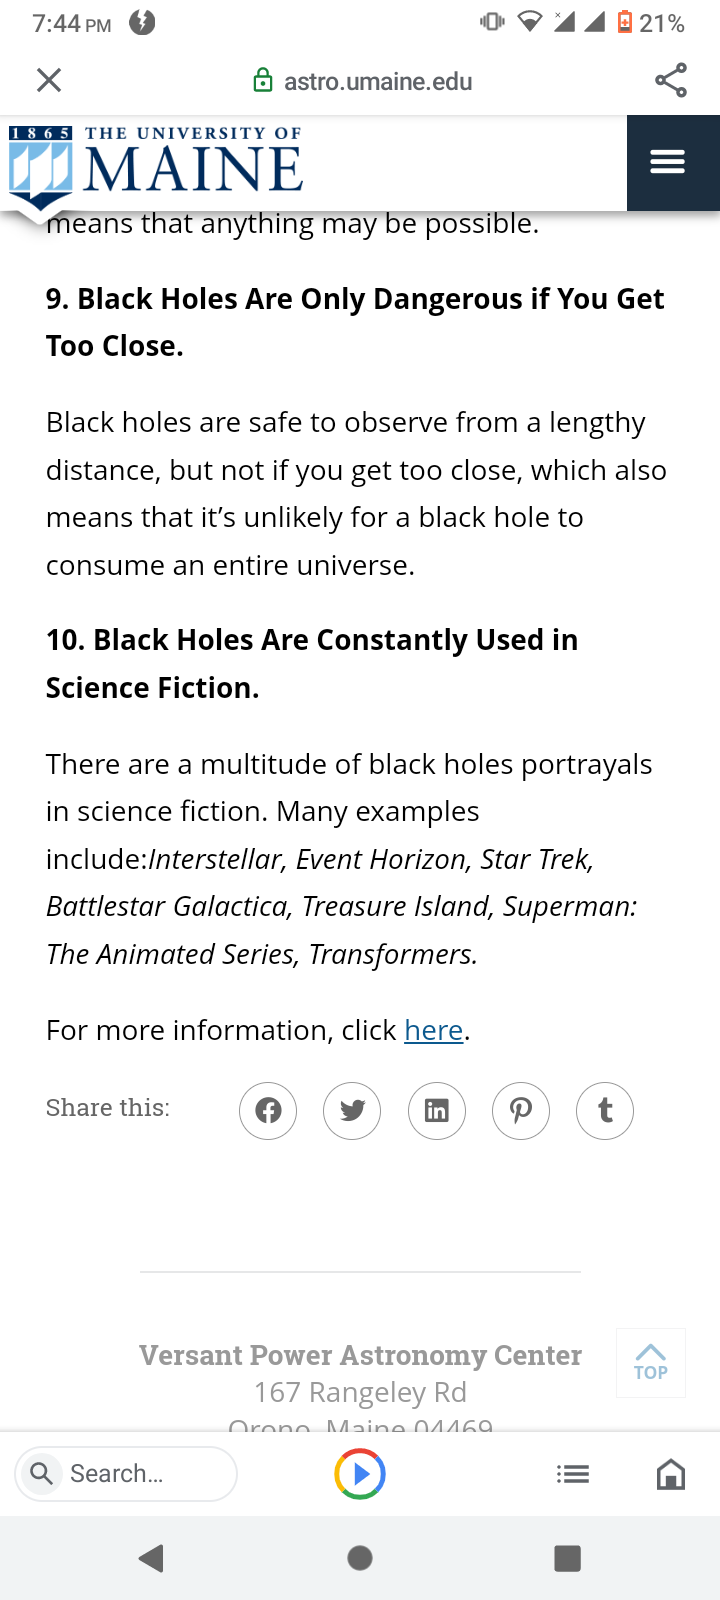 7:44 PM
21%
astro.umaine.edu
1865 THE UNIVERSITY OF
MAINE
means that anything may be possible.
9. Black Holes Are Only Dangerous if You Get
Too Close.
Black holes are safe to observe from a lengthy
distance, but not if you get too close, which also
means that it’s unlikely for a black hole to
consume an entire universe.
10. Black Holes Are Constantly Used in
Science Fiction.
There are a multitude of black holes portrayals
in science fiction. Many examples
include:Interstellar, Event Horizon, Star Trek,
Battlestar Galactica, Treasure Island, Superman:
The Animated Series, Transformers.
For more information, click here.
Share this:
Versant Power Astronomy Center
TOP
167 Rangeley Rd
Orono, Maine 04469
Search...